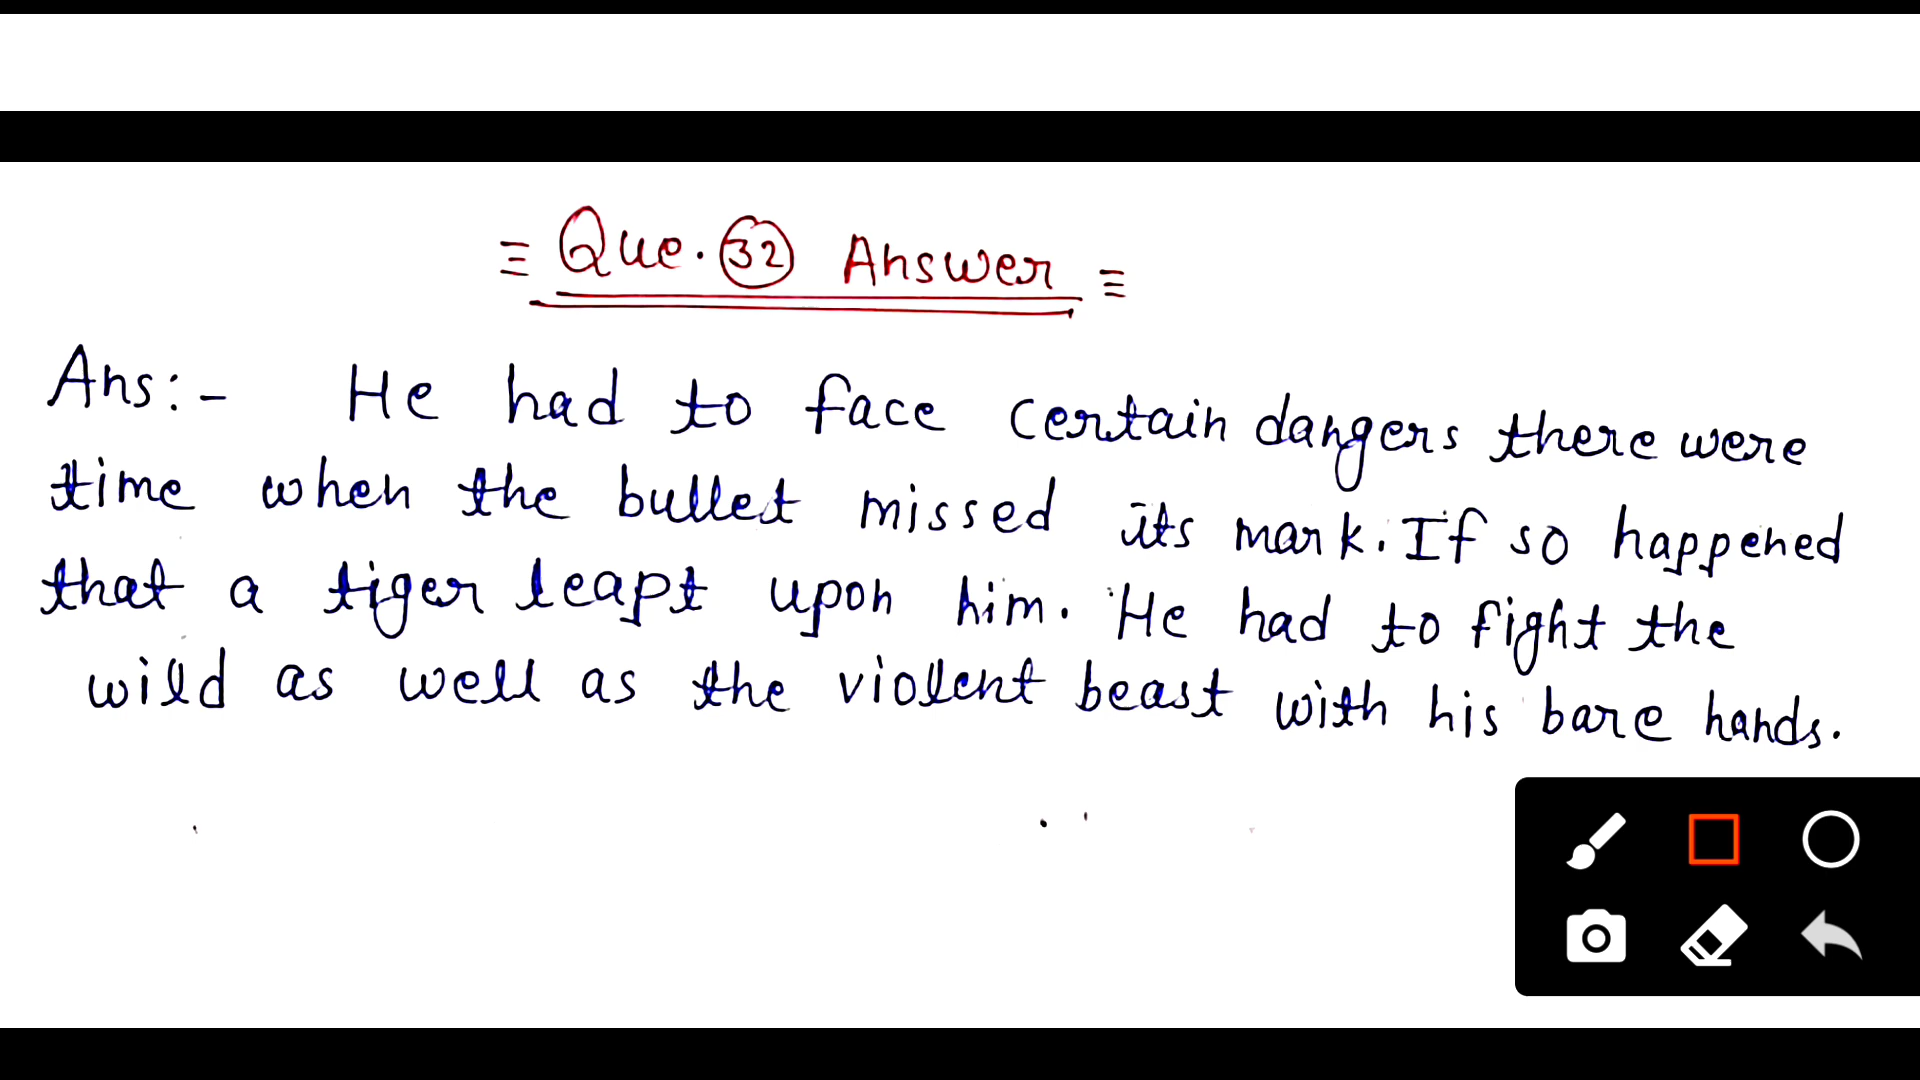 ≡ Que. 32 Answer ≡
Ans:- He had to face certain dangers there were
time when the bullet missed its mark. If so happened
that a tiger leapt upon him. He had to fight the
wild as well as the violent beast with his bare hands.